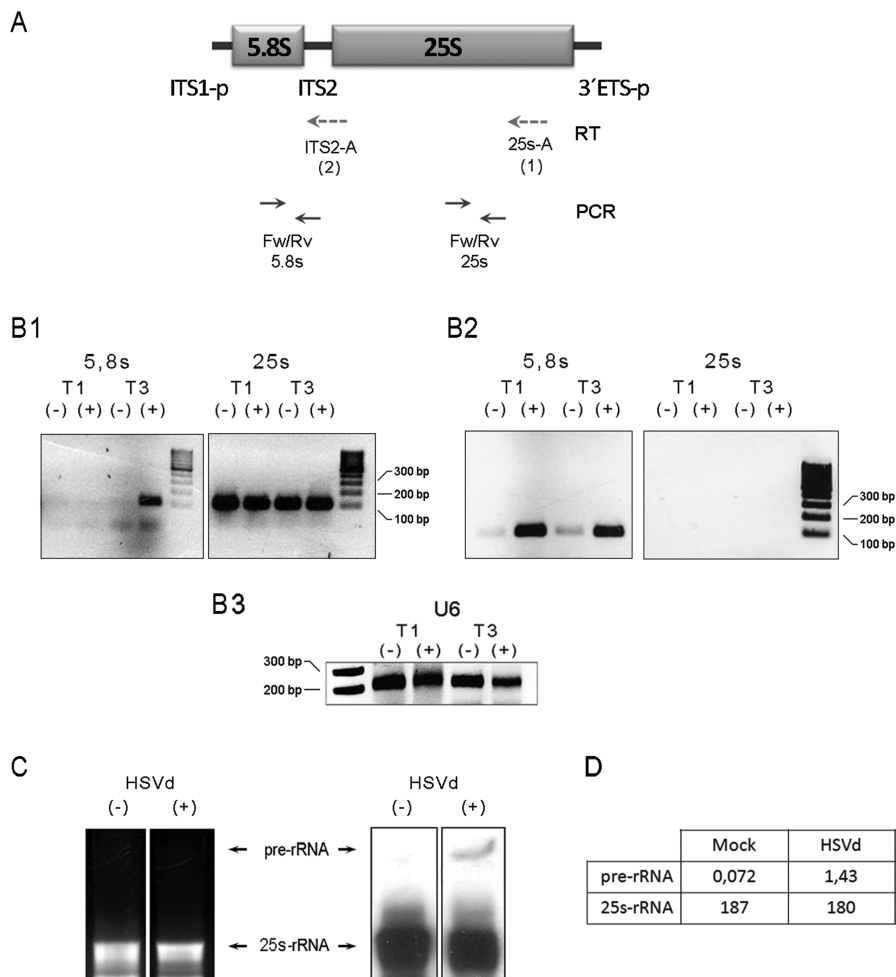 A
5.8S
25S
ITS1-p
ITS2
3´ETS-p
RT
ITS2-A
(2)
25s-A
(1)
PCR
Fw/Rv
5.8s
Fw/Rv
25s
B1
5,8s
25s
T1
T3
T1
T3
(-) (+) (-) (+)
(-) (+) (-) (+)
300 bp
200 bp
100 bp
B2
5,8s
25s
T1
T3
T1
T3
(-) (+) (-) (+)
(-) (+) (-) (+)
300 bp
200 bp
100 bp
B3
U6
T1
T3
(-) (+) (-) (+)
300 bp
200 bp
C
HSVd
(-) (+)
HSVd
(-) (+)
pre-rRNA
25s-rRNA
D
Mock HSVd
pre-rRNA 0,072 1,43
25s-rRNA 187 180